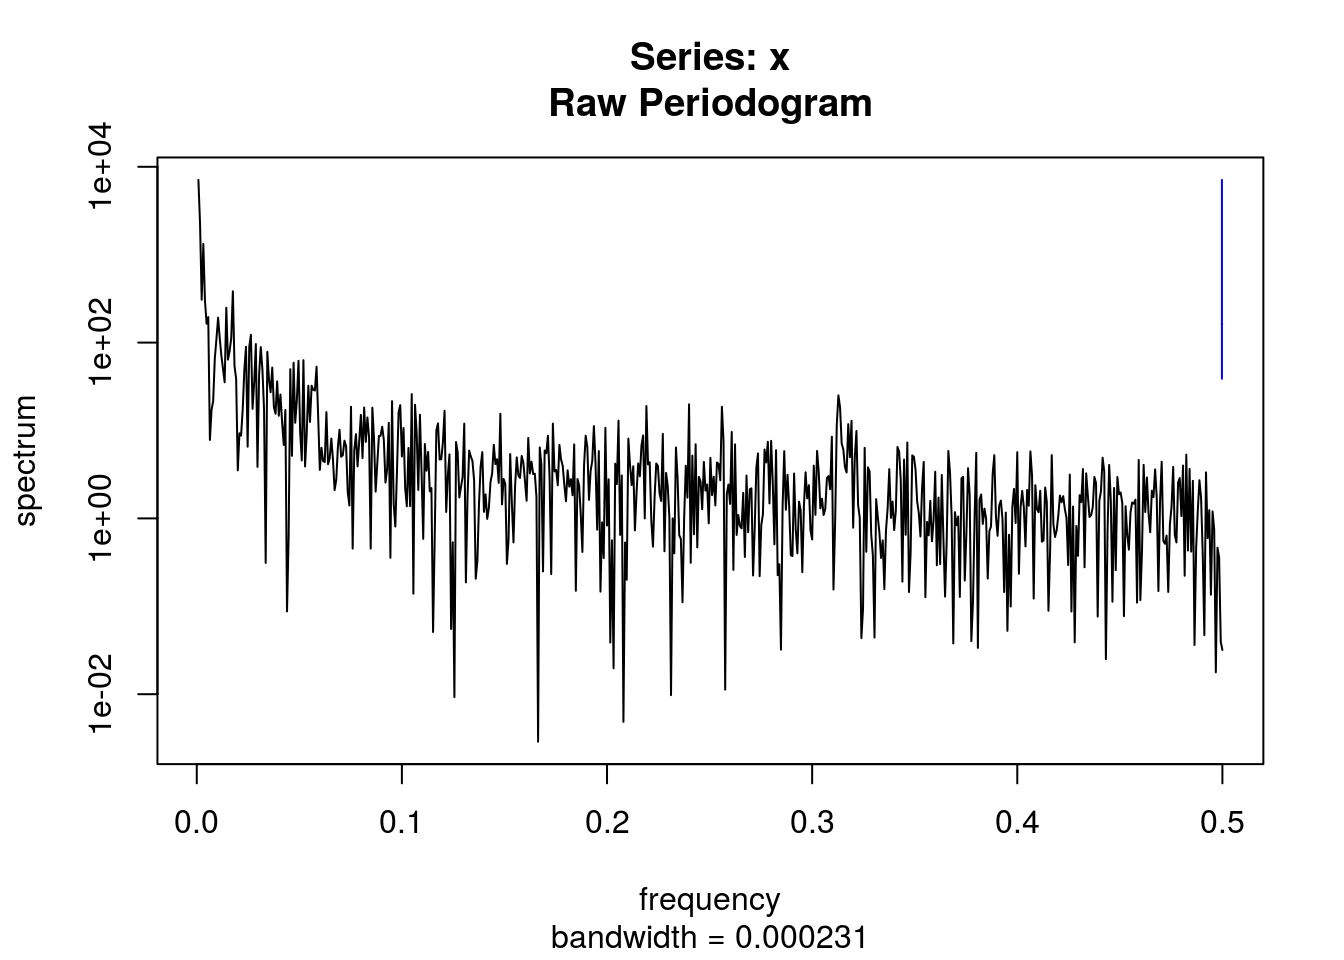 Series: x
Raw Periodogram
spectrum
1e+04
1e+02
1e+00
1e-02
0.0 0.1 0.2 0.3 0.4 0.5
frequency
bandwidth = 0.000231